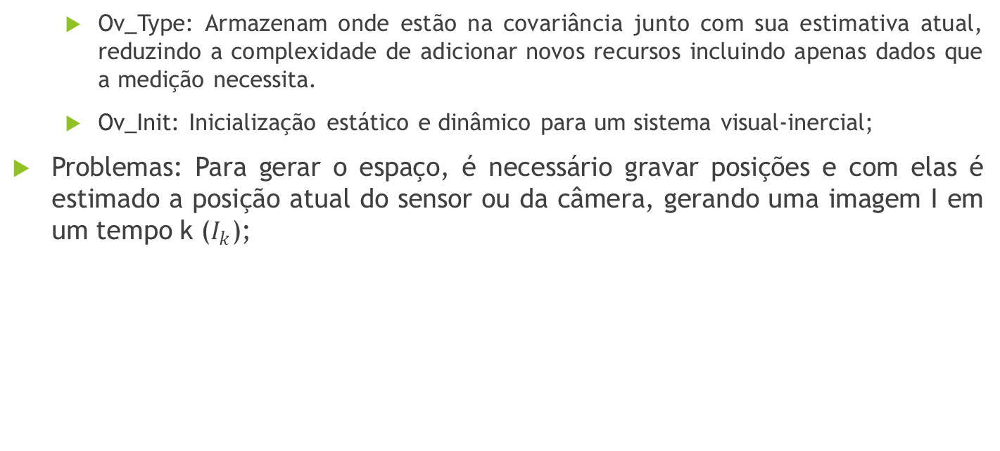 Ov_Type: Armazenam onde estão na covariância junto com sua estimativa atual,
reduzindo a complexidade de adicionar novos recursos incluindo apenas dados que
a medição necessita.
Ov_Init: Inicialização estático e dinâmico para um sistema visual-inercial;
Problemas: Para gerar o espaço, é necessário gravar posições e com elas é
estimado a posição atual do sensor ou da câmera, gerando uma imagem I em
um tempo k (I_k);